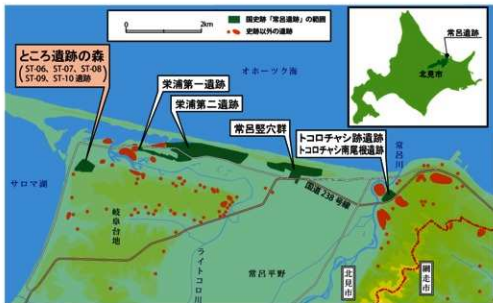 0
2km
国史跡「常呂遺跡」の範囲
史跡以外の遺跡
常呂遺跡
北見市
ところ遺跡の森
(ST-06、ST-07、ST-08
ST-09、ST-10 遺跡)
オホーツク海
栄浦第一遺跡
栄浦第二遺跡
常呂竪穴群
トコロチャシ跡遺跡
トコロチャシ南尾根遺跡
常呂川
サロマ湖
国道 238 号線
岐阜台地
ライトコロ川
常呂平野
北見市
網走市